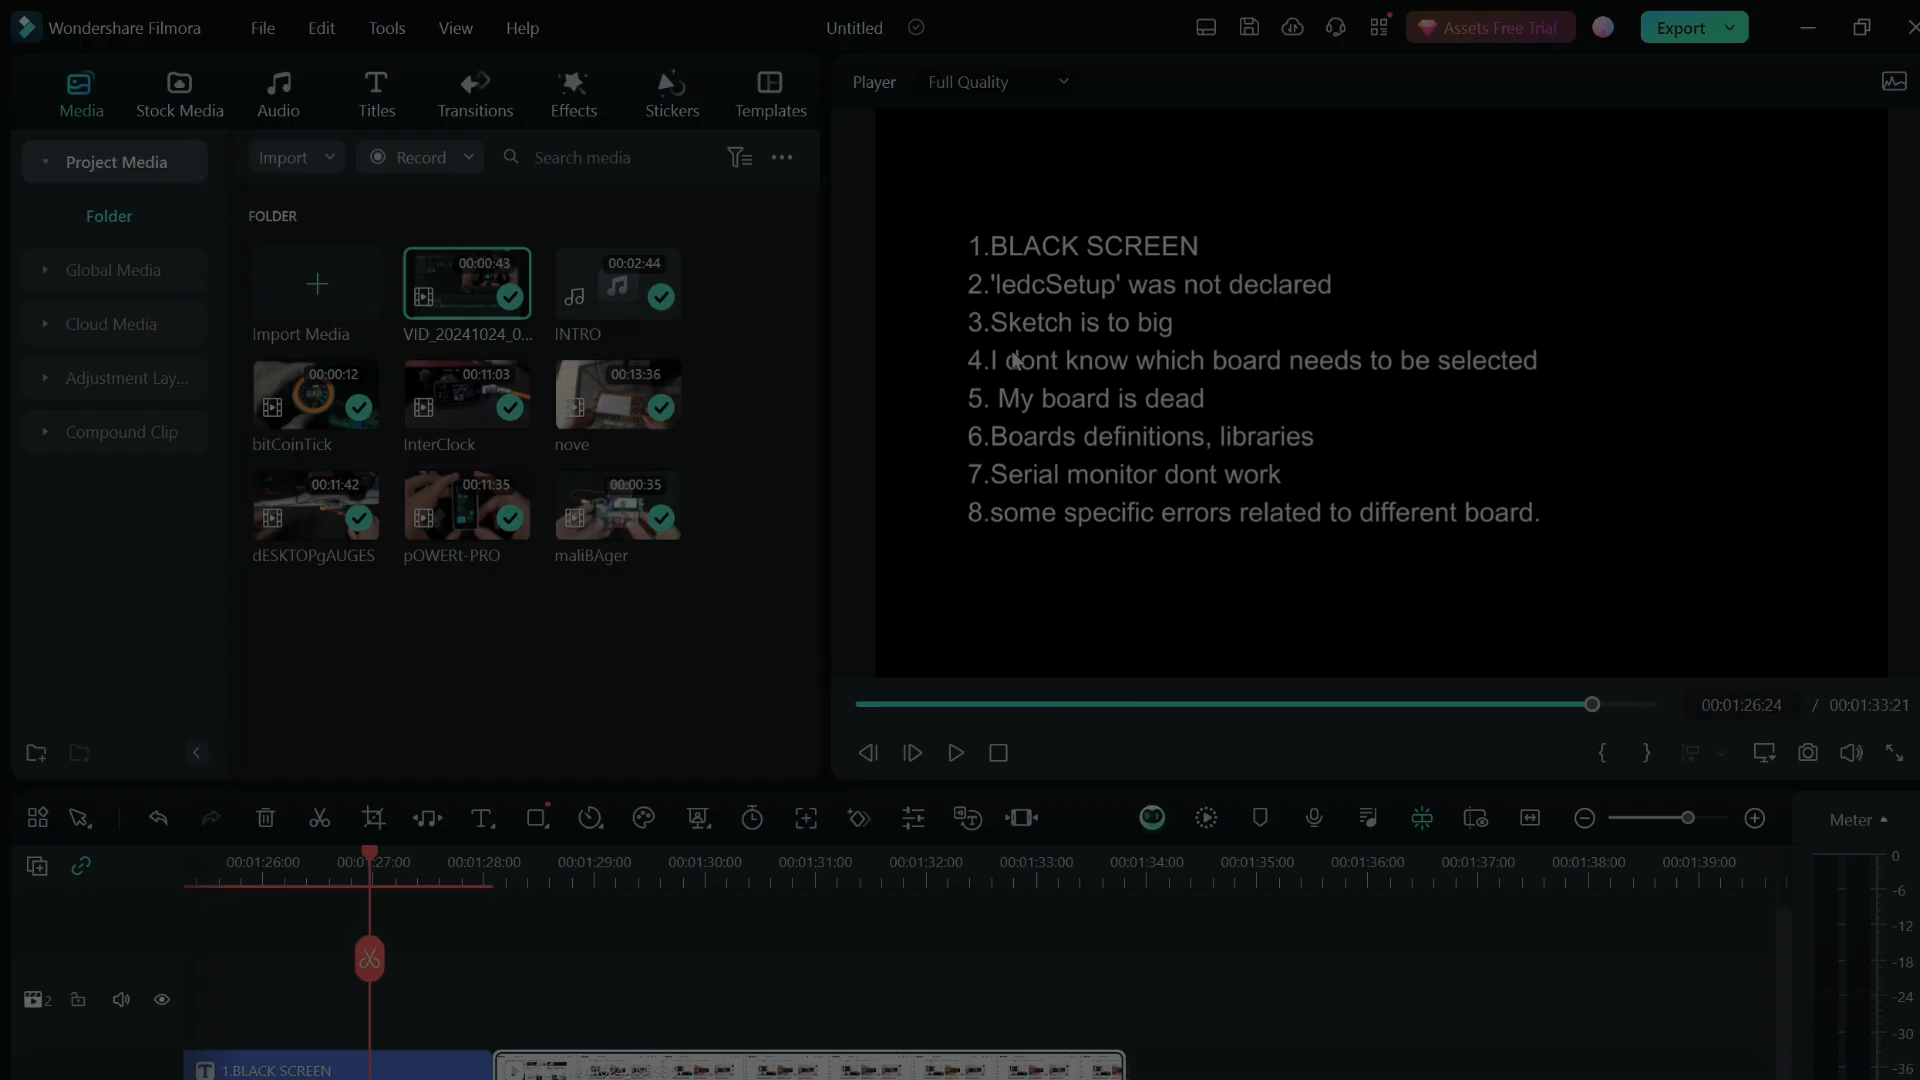 Wondershare Filmora File Edit Tools View Help Untitled Assets Free Trial Export
Media Stock Media Audio Titles Transitions Effects Stickers Templates
Player Full Quality
Project Media
Import Record Search media
Folder
FOLDER
Global Media
Cloud Media
Adjustment Lay...
Compound Clip
00:00:43 00:02:44
Import Media VID_20241024_0... INTRO
00:00:12 00:11:03 00:13:36
bitCoinTick InterClock nove
00:11:42 00:11:35 00:00:35
dESKTOPgAUGES pOWERt-PRO maliBAger
1.BLACK SCREEN
2.'ledcSetup' was not declared
3.Sketch is to big
4.I dont know which board needs to be selected
5. My board is dead
6.Boards definitions, libraries
7.Serial monitor dont work
8.some specific errors related to different board.
00:01:26:24 / 00:01:33:21
Meter
00:01:26:00 00:01:27:00 00:01:28:00 00:01:29:00 00:01:30:00 00:01:31:00 00:01:32:00 00:01:33:00 00:01:34:00 00:01:35:00 00:01:36:00 00:01:37:00 00:01:38:00 00:01:39:00
0
-6
-12
-18
-24
-30
-36
2
1.BLACK SCREEN